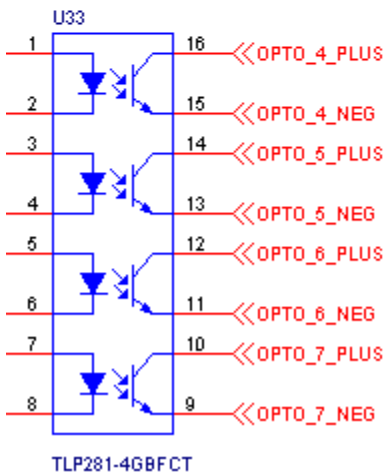 U33
1 16 OPTO_4_PLUS
2 15 OPTO_4_NEG
3 14 OPTO_5_PLUS
4 13 OPTO_5_NEG
5 12 OPTO_6_PLUS
6 11 OPTO_6_NEG
7 10 OPTO_7_PLUS
8 9 OPTO_7_NEG
TLP281-4GBFCT